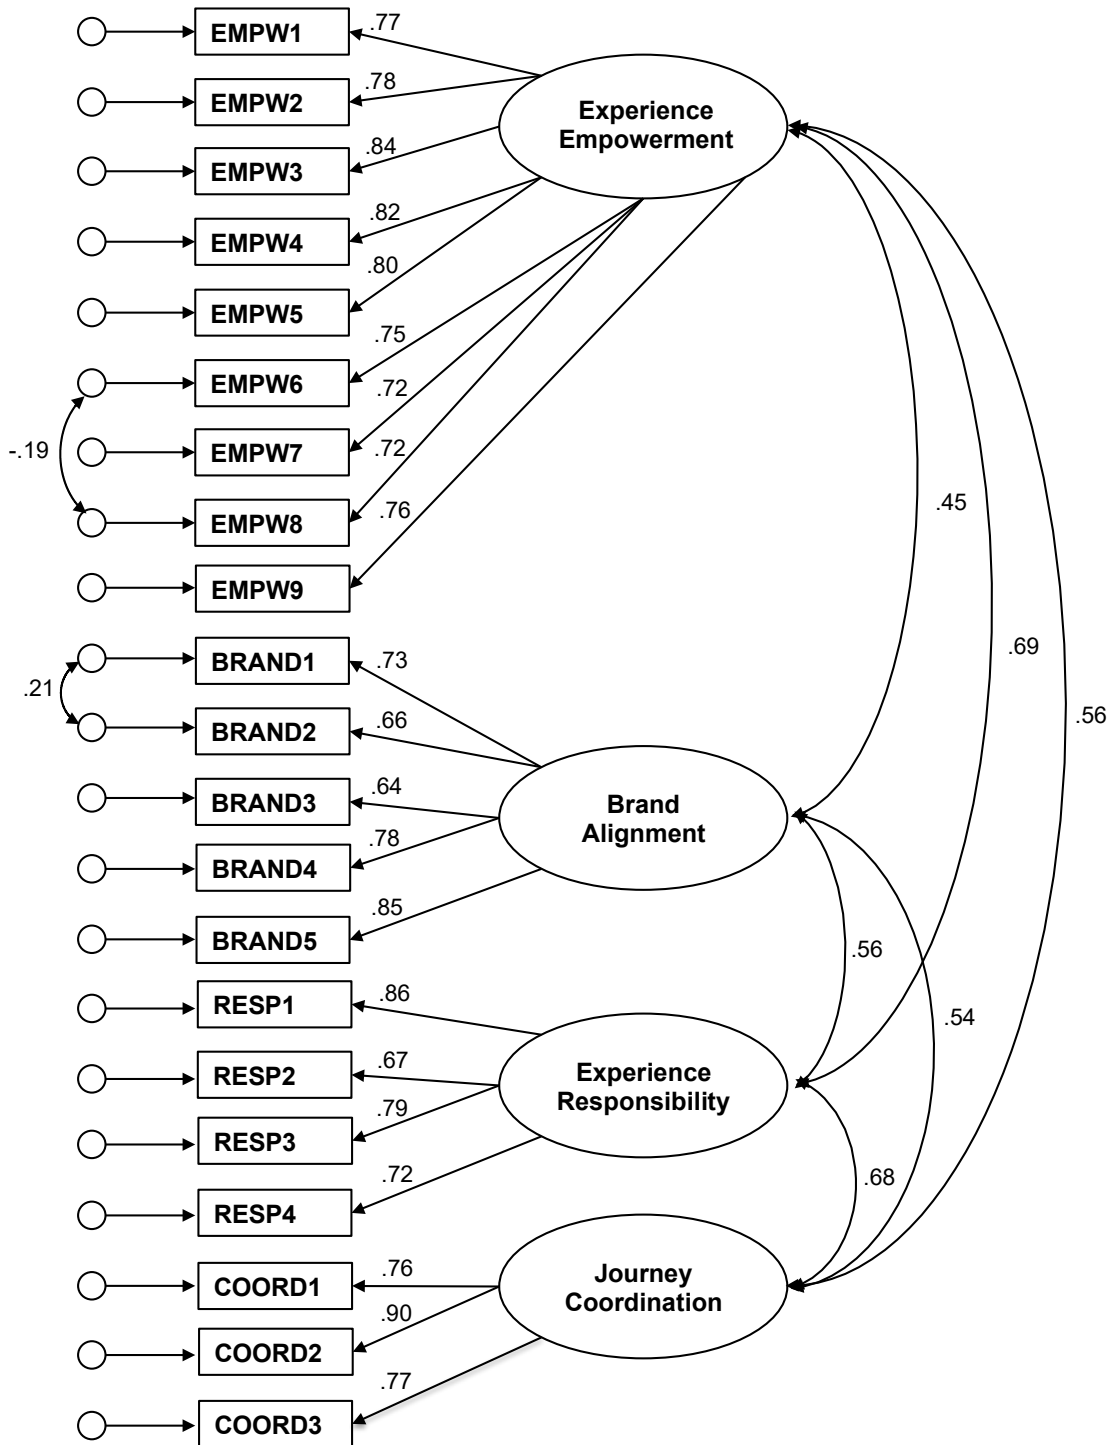 EMPW1
.77
EMPW2
.78
Experience
Empowerment
EMPW3
.84
EMPW4
.82
EMPW5
.80
EMPW6
.75
EMPW7
.72
-.19
EMPW8
.72
EMPW9
.76
.45
.69
.56
BRAND1
.73
.21
BRAND2
.66
BRAND3
.64
Brand
Alignment
BRAND4
.78
BRAND5
.85
.56
.54
RESP1
.86
RESP2
.67
Experience
Responsibility
RESP3
.79
RESP4
.72
.68
COORD1
.76
Journey
Coordination
COORD2
.90
COORD3
.77